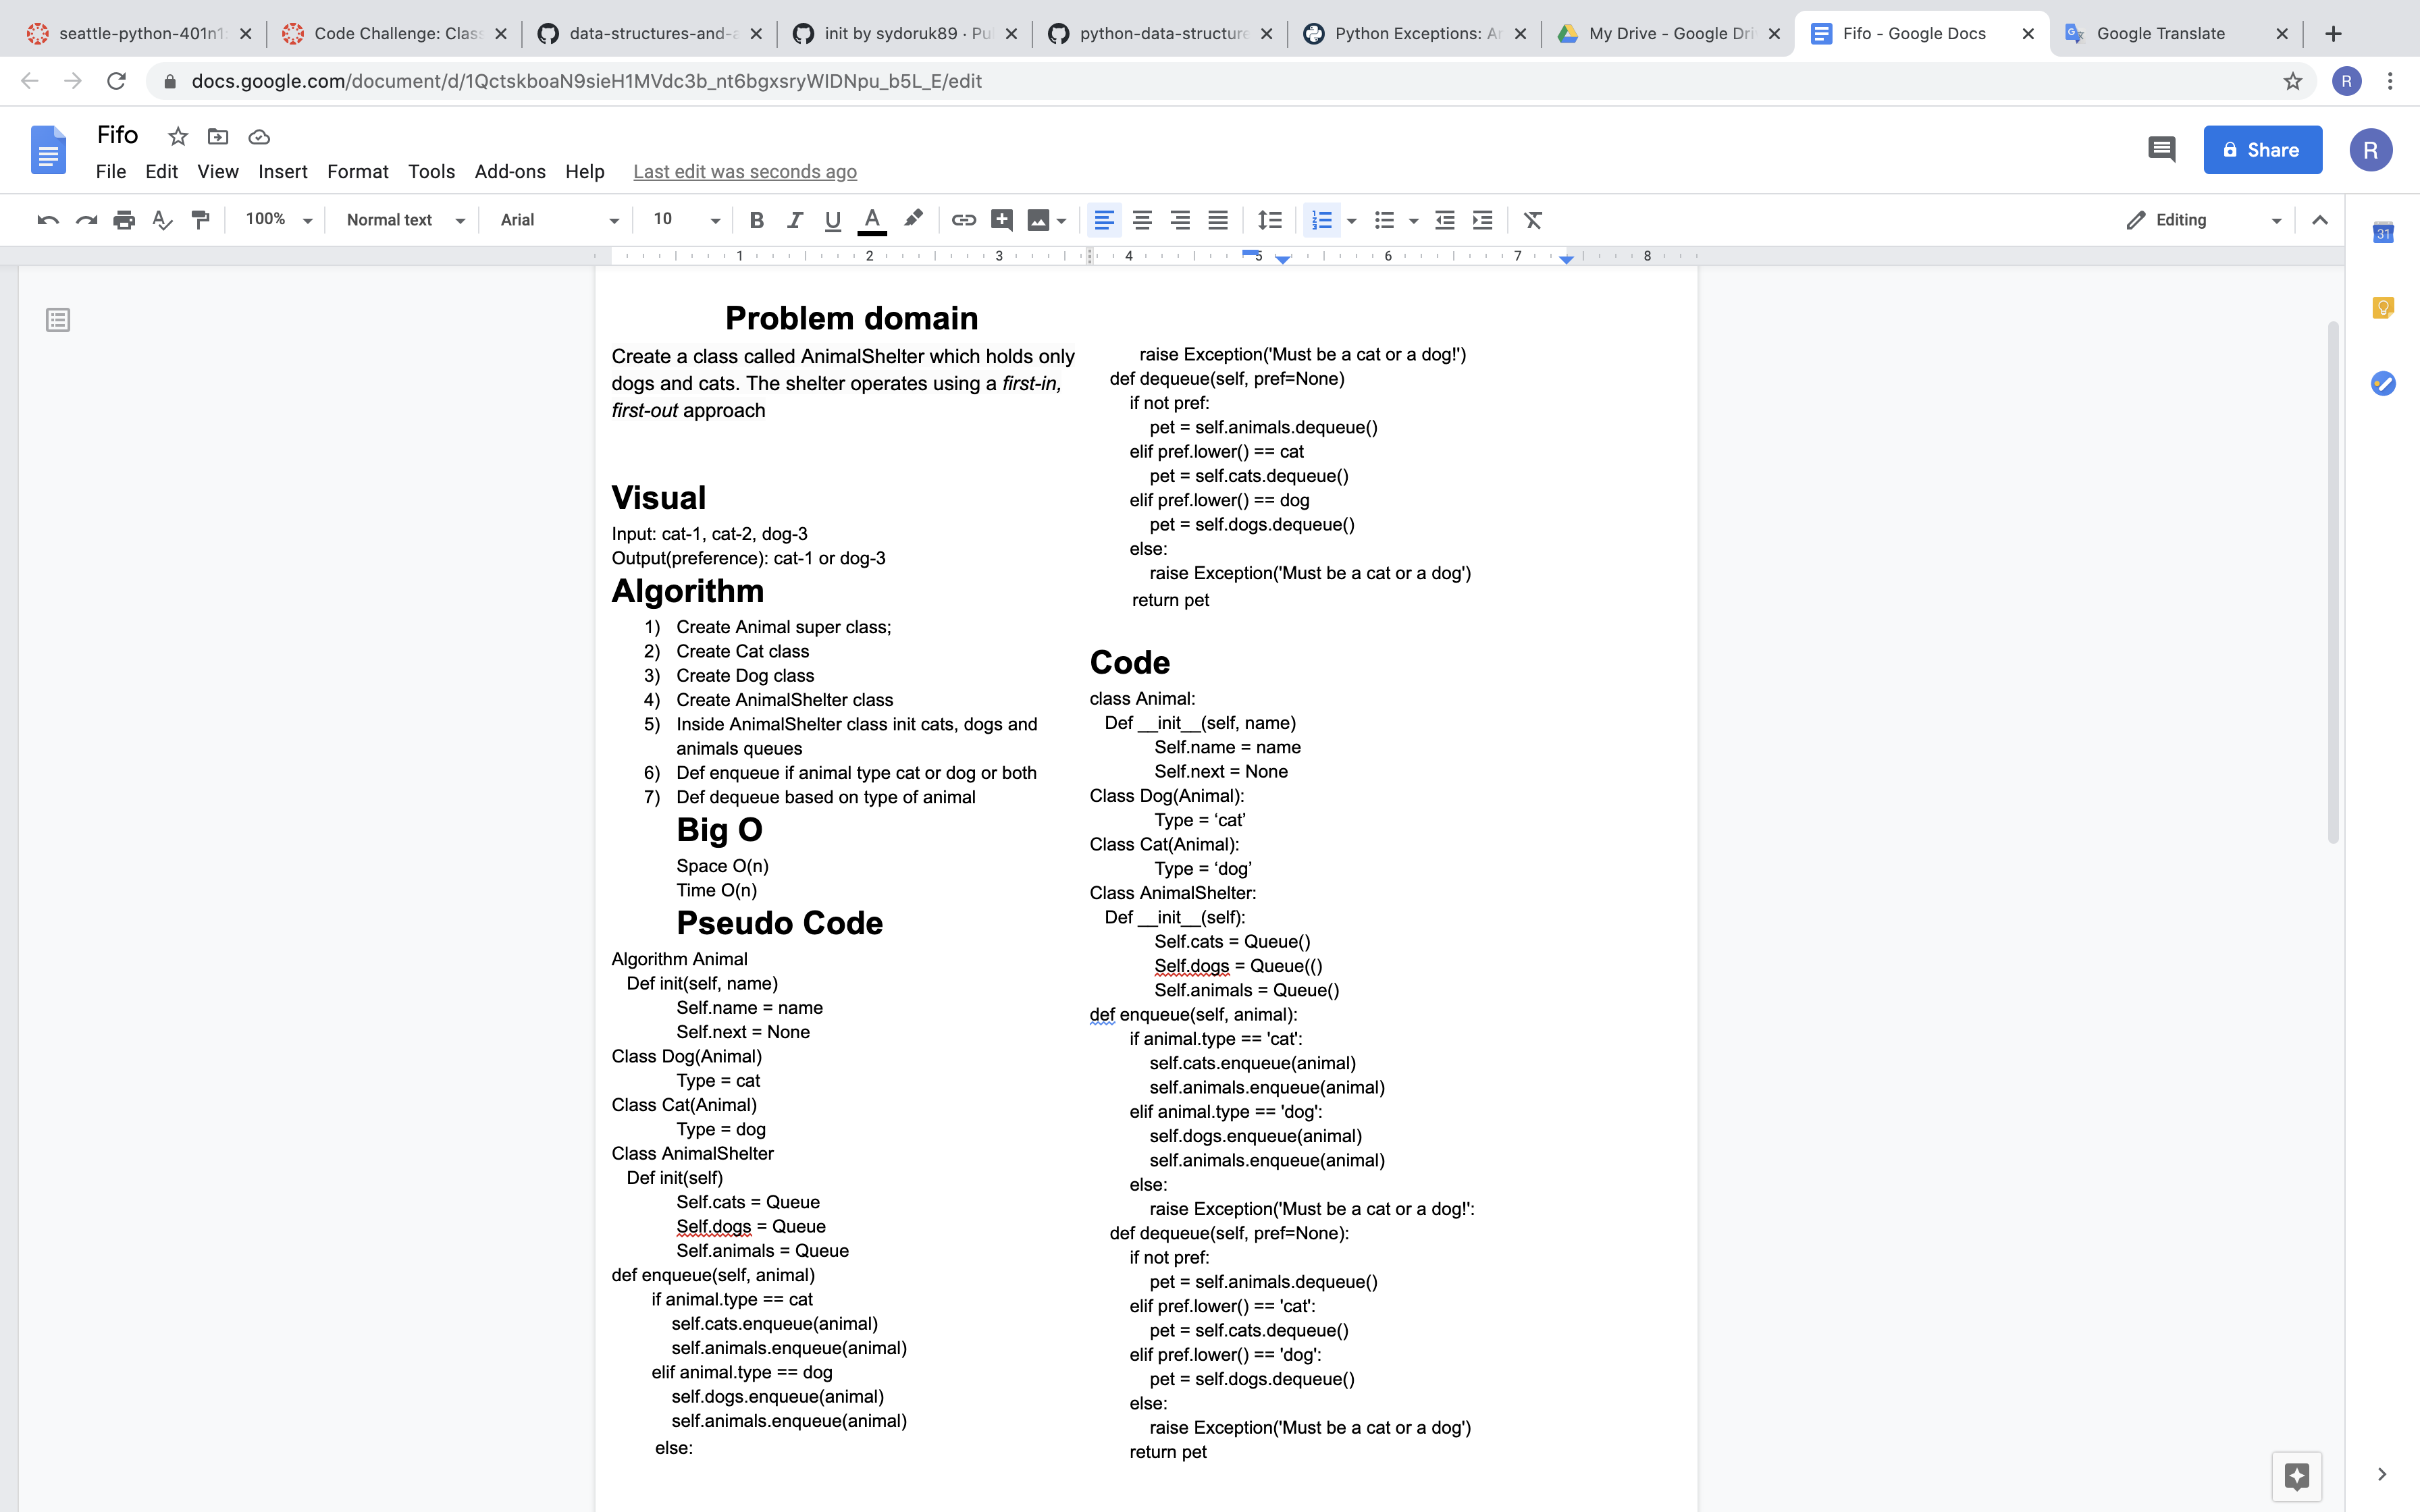 seattle-python-401n1
Code Challenge: Clas
data-structures-and-a
init by sydoruk89 · Pu
python-data-structure
Python Exceptions: A
My Drive - Google Dri
Fifo - Google Docs
Google Translate
docs.google.com/document/d/1QctskboaN9sieH1MVdc3b_nt6bgxsryWIDNpu_b5L_E/edit
R
Fifo
Share
R
File Edit View Insert Format Tools Add-ons Help Last edit was seconds ago
100% Normal text Arial 10 B I U A Editing
1 2 3 4 5 6 7 8
31
Problem domain
Create a class called AnimalShelter which holds only
dogs and cats. The shelter operates using a first-in,
first-out approach
Visual
Input: cat-1, cat-2, dog-3
Output(preference): cat-1 or dog-3
Algorithm
1) Create Animal super class;
2) Create Cat class
3) Create Dog class
4) Create AnimalShelter class
5) Inside AnimalShelter class init cats, dogs and
animals queues
6) Def enqueue if animal type cat or dog or both
7) Def dequeue based on type of animal
Big O
Space O(n)
Time O(n)
Pseudo Code
Algorithm Animal
Def init(self, name)
Self.name = name
Self.next = None
Class Dog(Animal)
Type = cat
Class Cat(Animal)
Type = dog
Class AnimalShelter
Def init(self)
Self.cats = Queue
Self.dogs = Queue
Self.animals = Queue
def enqueue(self, animal)
if animal.type == cat
self.cats.enqueue(animal)
self.animals.enqueue(animal)
elif animal.type == dog
self.dogs.enqueue(animal)
self.animals.enqueue(animal)
else:
raise Exception('Must be a cat or a dog!')
def dequeue(self, pref=None)
if not pref:
pet = self.animals.dequeue()
elif pref.lower() == cat
pet = self.cats.dequeue()
elif pref.lower() == dog
pet = self.dogs.dequeue()
else:
raise Exception('Must be a cat or a dog')
return pet
Code
class Animal:
Def __init__(self, name)
Self.name = name
Self.next = None
Class Dog(Animal):
Type = ‘cat’
Class Cat(Animal):
Type = ‘dog’
Class AnimalShelter:
Def __init__(self):
Self.cats = Queue()
Self.dogs = Queue(()
Self.animals = Queue()
def enqueue(self, animal):
if animal.type == 'cat':
self.cats.enqueue(animal)
self.animals.enqueue(animal)
elif animal.type == 'dog':
self.dogs.enqueue(animal)
self.animals.enqueue(animal)
else:
raise Exception('Must be a cat or a dog!':
def dequeue(self, pref=None):
if not pref:
pet = self.animals.dequeue()
elif pref.lower() == 'cat':
pet = self.cats.dequeue()
elif pref.lower() == 'dog':
pet = self.dogs.dequeue()
else:
raise Exception('Must be a cat or a dog')
return pet